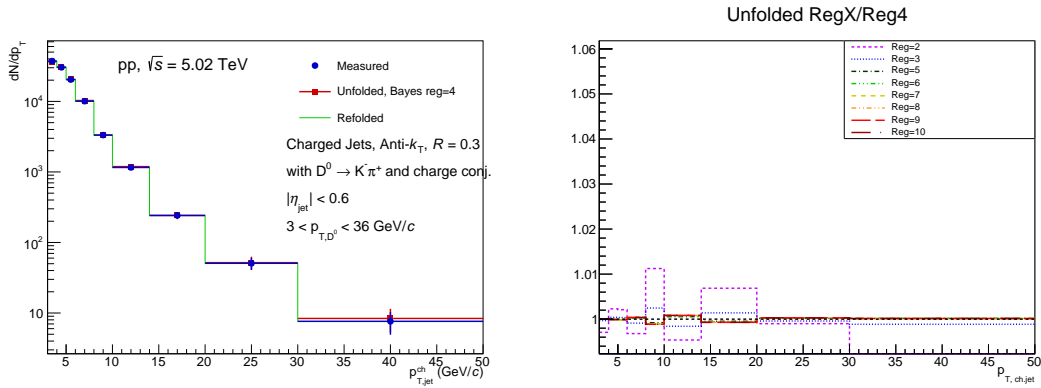 dN/dp_T
10^4
10^3
10^2
10
5 10 15 20 25 30 35 40 45 50
p^ch_T,jet (GeV/c)
pp, √s = 5.02 TeV
Measured
Unfolded, Bayes reg=4
Refolded
Charged Jets, Anti-k_T, R = 0.3
with D^0 → K^-π^+ and charge conj.
|η_jet| < 0.6
3 < p_T,D^0 < 36 GeV/c
Unfolded RegX/Reg4
1.06
1.05
1.04
1.03
1.02
1.01
1
5 10 15 20 25 30 35 40 45 50
p_T, ch.jet
Reg=2
Reg=3
Reg=5
Reg=6
Reg=7
Reg=8
Reg=9
Reg=10